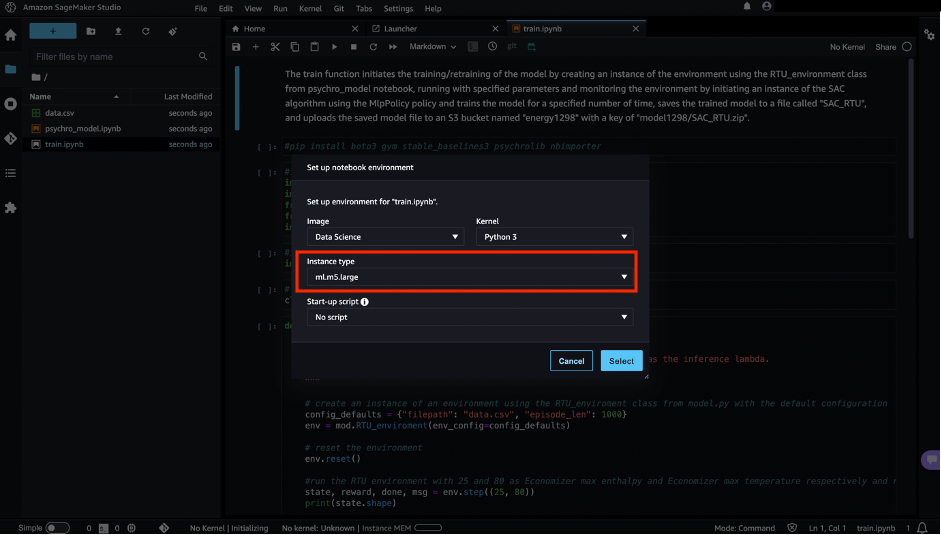 Amazon SageMaker Studio
File Edit View Run Kernel Git Tabs Settings Help
Home
Launcher
train.ipynb
+
Filter files by name
/
Name
Last Modified
data.csv seconds ago
psychro_model.ipynb seconds ago
train.ipynb seconds ago
Markdown
git
No Kernel
Share
The train function initiates the training/retraining of the model by creating an instance of the environment using the RTU_environment class
from psychro_model notebook, running with specified parameters and monitoring the environment by initiating an instance of the SAC
algorithm using the MlpPolicy policy and trains the model for a specified number of time, saves the trained model to a file called "SAC_RTU",
and uploads the saved model file to an S3 bucket named "energy1298" with a key of "model1298/SAC_RTU.zip".
[ ]: #pip install boto3 gym stable_baselines3 psychrolib nbimporter
[ ]: #
[ ]: #
[ ]: #
[ ]: de
Set up notebook environment
Set up environment for "train.ipynb".
Image
Data Science
Kernel
Python 3
Instance type
ml.m5.large
Start-up script
No script
Cancel
Select
as the inference lambda.
"""
# create an instance of an environment using the RTU_enviroment class from model.py with the default configuration
config_defaults = {"filepath": "data.csv", "episode_len": 1000}
env = mod.RTU_enviroment(env_config=config_defaults)
# reset the environment
env.reset()
#run the RTU environment with 25 and 80 as Economizer max enthalpy and Economizer max temperature respectively and
state, reward, done, msg = env.step((25, 80))
print(state.shape)
Simple 0 0 No Kernel | Initializing No kernel: Unknown | Instance MEM Mode: Command Ln 1, Col 1 train.ipynb 1